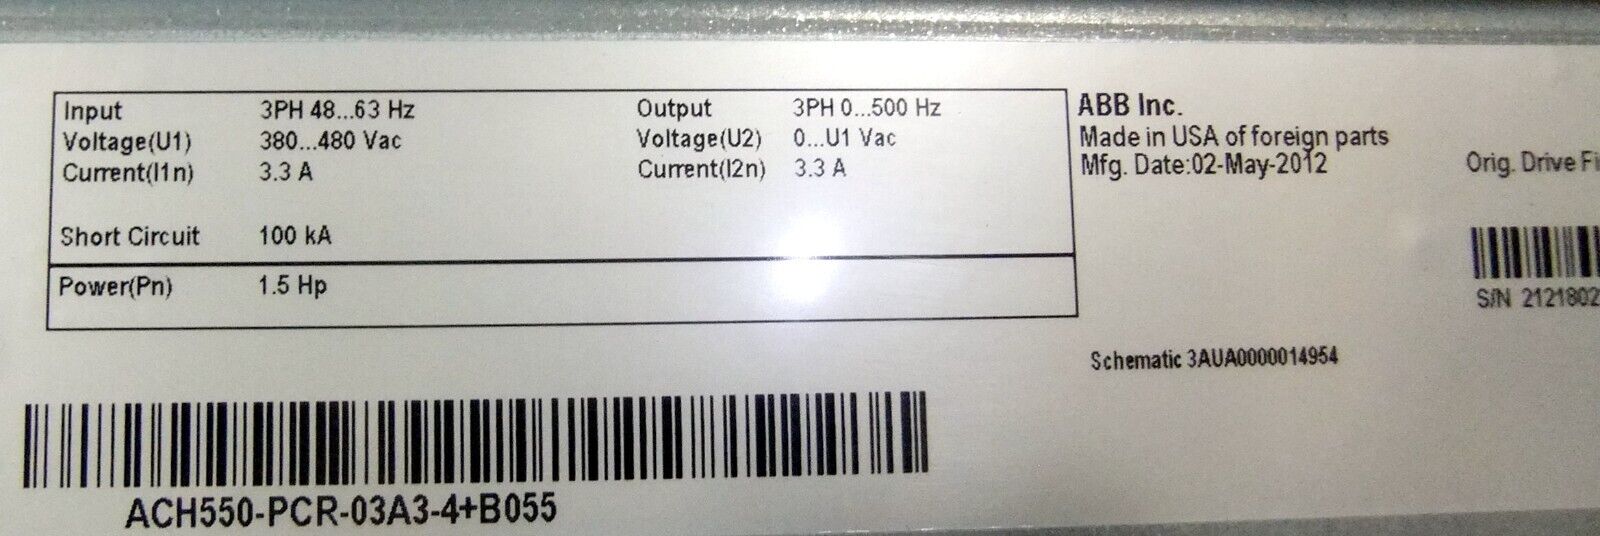 Input 3PH 48...63 Hz Output 3PH 0...500 Hz
Voltage(U1) 380...480 Vac Voltage(U2) 0...U1 Vac
Current(I1n) 3.3 A Current(I2n) 3.3 A
Short Circuit 100 kA
Power(Pn) 1.5 Hp
ABB Inc.
Made in USA of foreign parts
Mfg. Date:02-May-2012
Orig. Drive
S/N 2121802
Schematic 3AUA0000014954
ACH550-PCR-03A3-4+B055